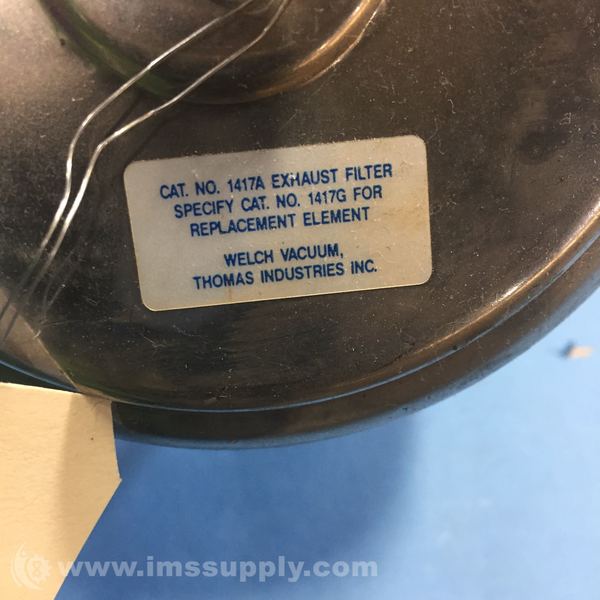 CAT. NO. 1417A EXHAUST FILTER
SPECIFY CAT. NO. 1417G FOR
REPLACEMENT ELEMENT
WELCH VACUUM,
THOMAS INDUSTRIES INC.
www.imssupply.com